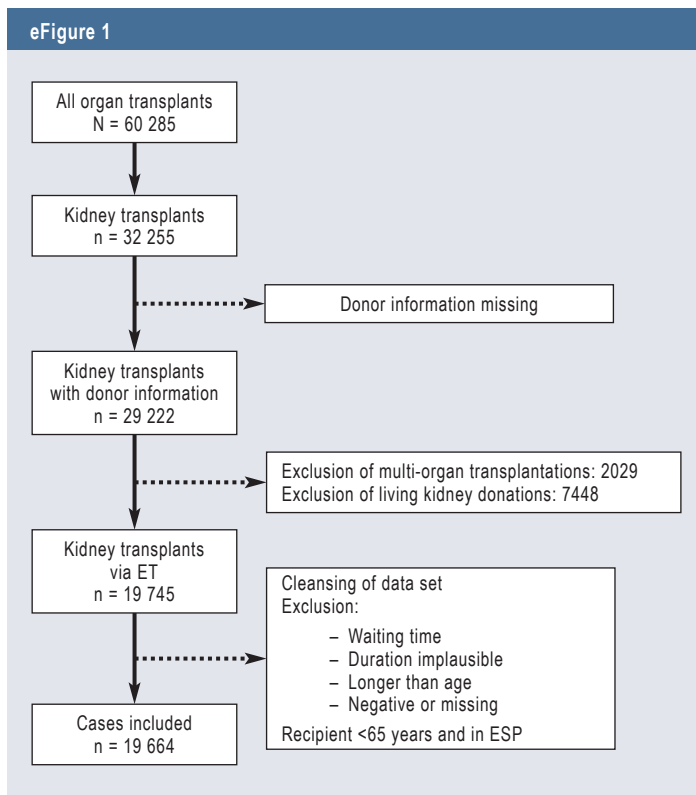 eFigure 1
All organ transplants
N = 60 285
Kidney transplants
n = 32 255
Donor information missing
Kidney transplants
with donor information
n = 29 222
Exclusion of multi-organ transplantations: 2029
Exclusion of living kidney donations: 7448
Kidney transplants
via ET
n = 19 745
Cleansing of data set
Exclusion:
– Waiting time
– Duration implausible
– Longer than age
– Negative or missing
Recipient <65 years and in ESP
Cases included
n = 19 664